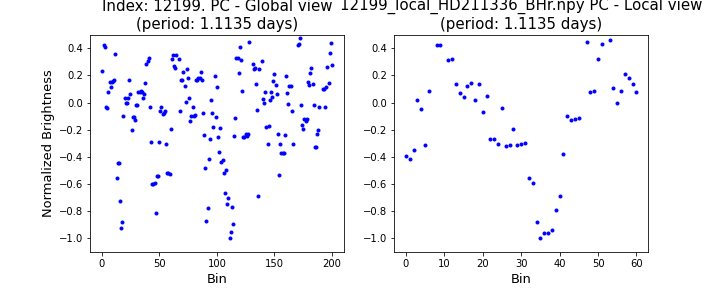 Index: 12199. PC - Global view
(period: 1.1135 days)
12199_local_HD211336_BHr.npy PC - Local view
(period: 1.1135 days)
Normalized Brightness
0.4
0.2
0.0
−0.2
−0.4
−0.6
−0.8
−1.0
0 50 100 150 200
Bin
0.4
0.2
0.0
−0.2
−0.4
−0.6
−0.8
−1.0
0 10 20 30 40 50 60
Bin